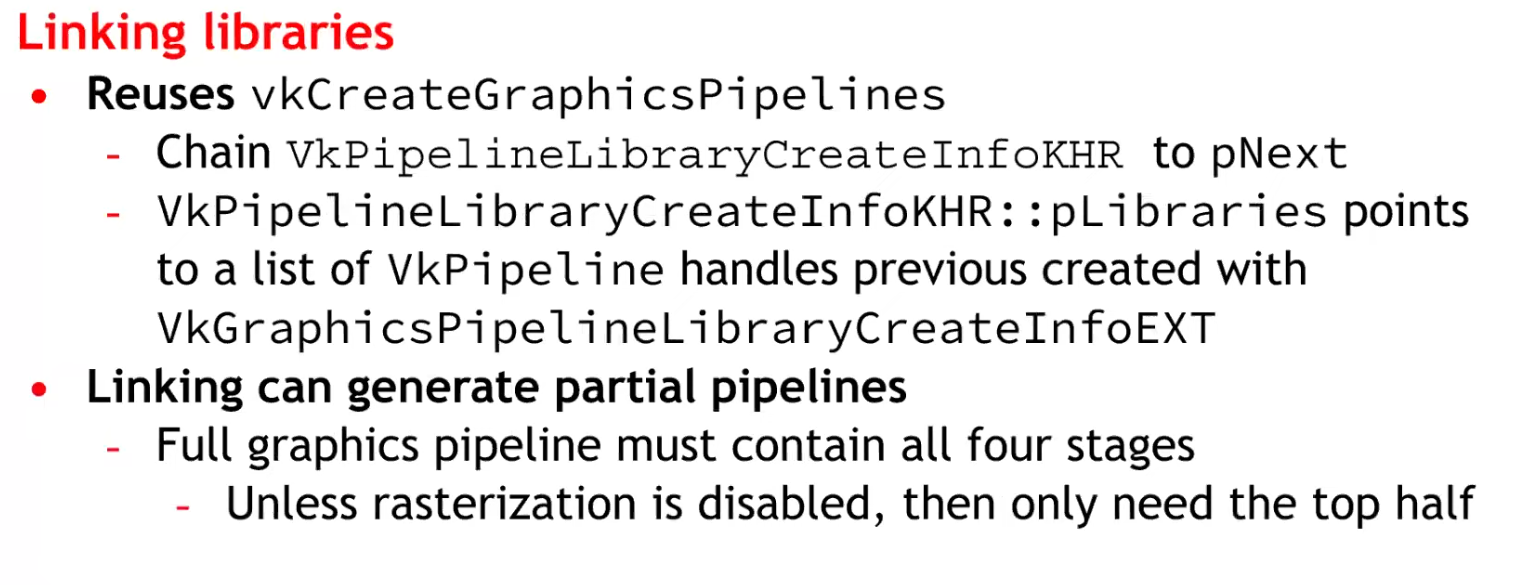 Linking libraries
• Reuses vkCreateGraphicsPipelines
- Chain VkPipelineLibraryCreateInfoKHR to pNext
- VkPipelineLibraryCreateInfoKHR::pLibraries points
to a list of VkPipeline handles previous created with
VkGraphicsPipelineLibraryCreateInfoEXT
• Linking can generate partial pipelines
- Full graphics pipeline must contain all four stages
- Unless rasterization is disabled, then only need the top half